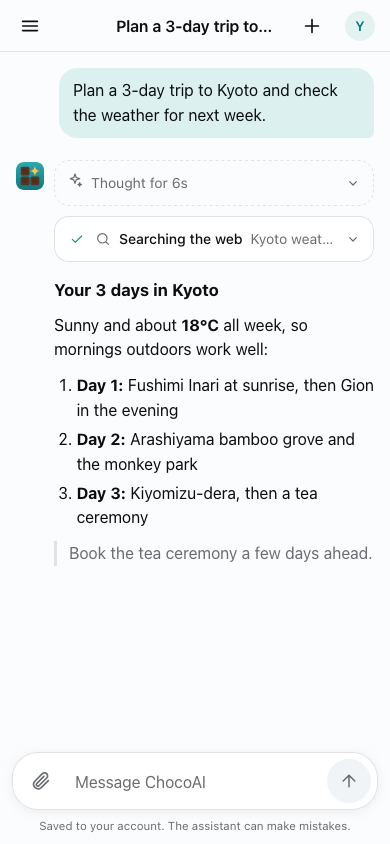 Plan a 3-day trip to...
Y
Plan a 3-day trip to Kyoto and check
the weather for next week.
Thought for 6s
Searching the web Kyoto weat...
Your 3 days in Kyoto
Sunny and about 18°C all week, so
mornings outdoors work well:
1. Day 1: Fushimi Inari at sunrise, then Gion
in the evening
2. Day 2: Arashiyama bamboo grove and
the monkey park
3. Day 3: Kiyomizu-dera, then a tea
ceremony
Book the tea ceremony a few days ahead.
Message ChocoAI
Saved to your account. The assistant can make mistakes.